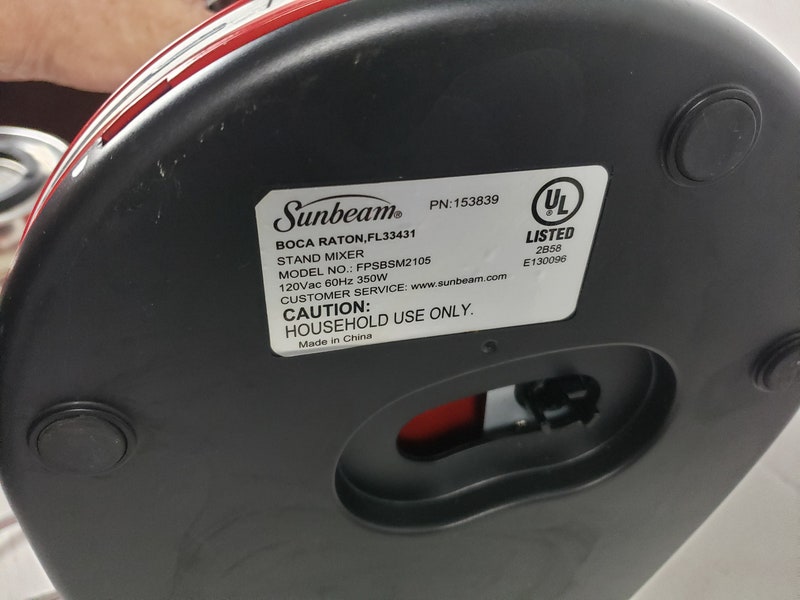 Sunbeam®
PN:153839
BOCA RATON,FL33431
STAND MIXER
MODEL NO.: FPSBSM2105
120Vac 60Hz 350W
CUSTOMER SERVICE: www.sunbeam.com
CAUTION:
HOUSEHOLD USE ONLY.
Made in China
UL
LISTED
2B58
E130096